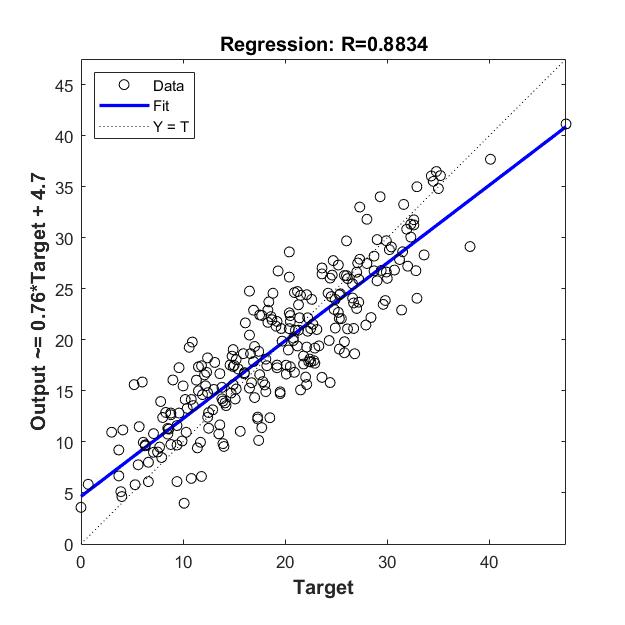 Regression: R=0.8834
Data
Fit
Y = T
Output ~= 0.76*Target + 4.7
45
40
35
30
25
20
15
10
5
0
0 10 20 30 40
Target